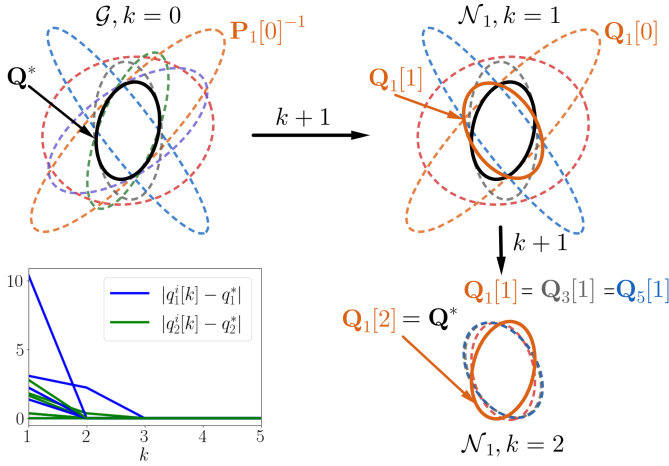 𝒢, k = 0
P₁[0]⁻¹
Q*
k + 1
𝒩₁, k = 1
Q₁[0]
Q₁[1]
k + 1
Q₁[1] = Q₃[1] = Q₅[1]
Q₁[2] = Q*
𝒩₁, k = 2
10
5
0
|q₁ⁱ[k] − q₁*|
|q₂ⁱ[k] − q₂*|
1 2 3 4 5
k